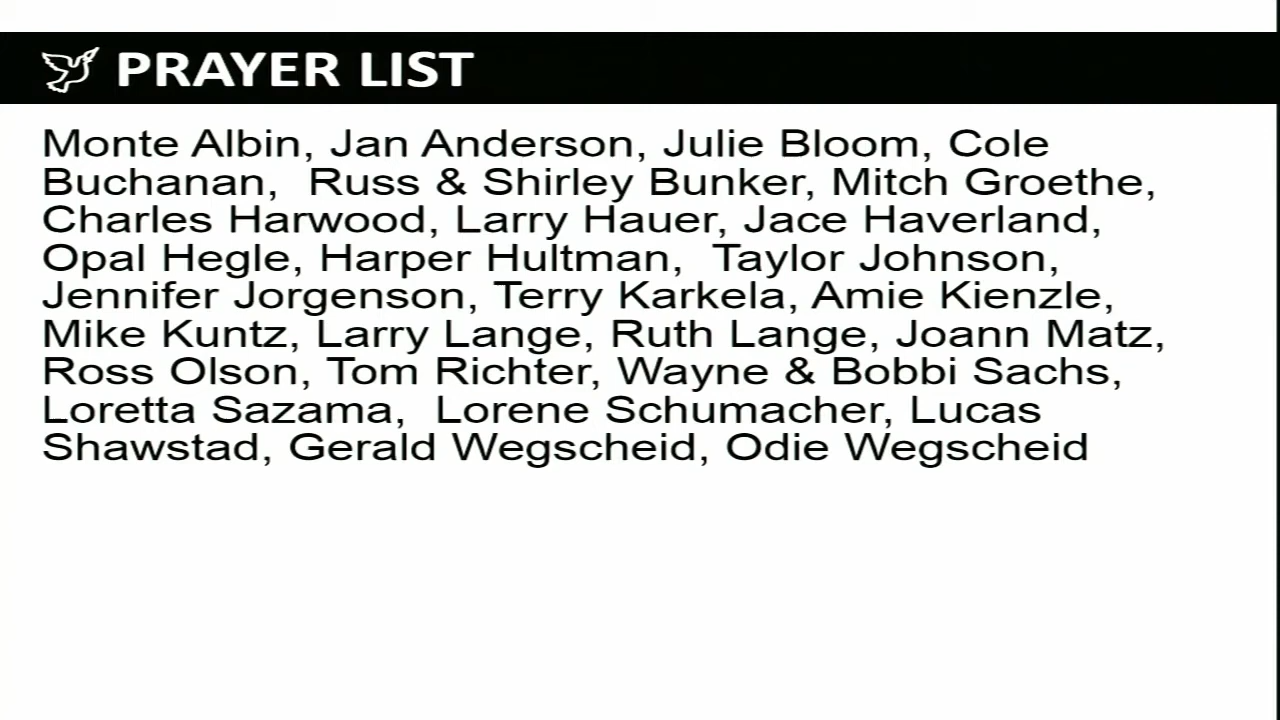 PRAYER LIST
Monte Albin, Jan Anderson, Julie Bloom, Cole
Buchanan,  Russ & Shirley Bunker, Mitch Groethe,
Charles Harwood, Larry Hauer, Jace Haverland,
Opal Hegle, Harper Hultman,  Taylor Johnson,
Jennifer Jorgenson, Terry Karkela, Amie Kienzle,
Mike Kuntz, Larry Lange, Ruth Lange, Joann Matz,
Ross Olson, Tom Richter, Wayne & Bobbi Sachs,
Loretta Sazama,  Lorene Schumacher, Lucas
Shawstad, Gerald Wegscheid, Odie Wegscheid